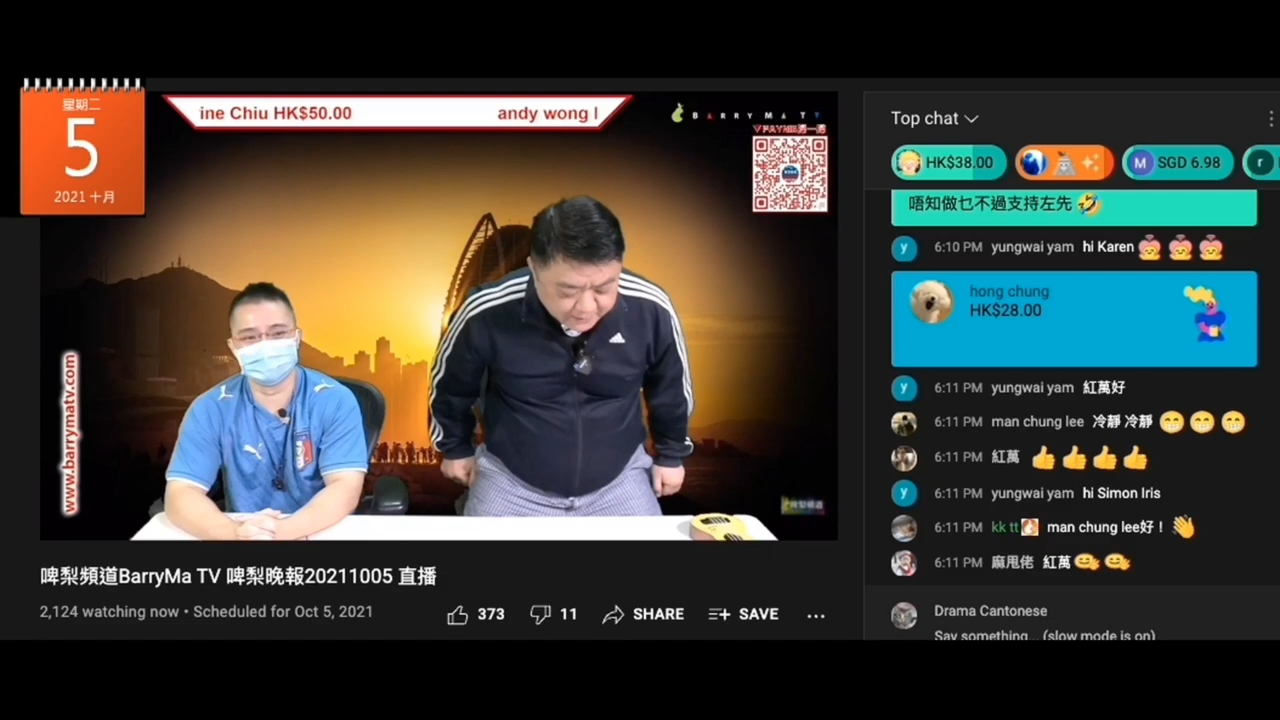 星期二
5
2021 十月
ine Chiu HK$50.00
andy wong l
BARRYMATV
www.barrymatv.com
啤梨頻道
啤梨頻道BarryMa TV 啤梨晚報20211005 直播
2,124 watching now • Scheduled for Oct 5, 2021
373
11
SHARE
SAVE
Top chat
HK$38.00
M SGD 6.98
r
唔知做乜不過支持左先 🤣
y 6:10 PM yungwai yam hi Karen
hong chung
HK$28.00
y 6:11 PM yungwai yam 紅萬好
6:11 PM man chung lee 冷靜 冷靜 😁 😁 😁
6:11 PM 紅萬 👍 👍 👍 👍
y 6:11 PM yungwai yam hi Simon Iris
6:11 PM kk tt man chung lee好！ 👋
6:11 PM 麻甩佬 紅萬
Drama Cantonese
Say something... (slow mode is on)